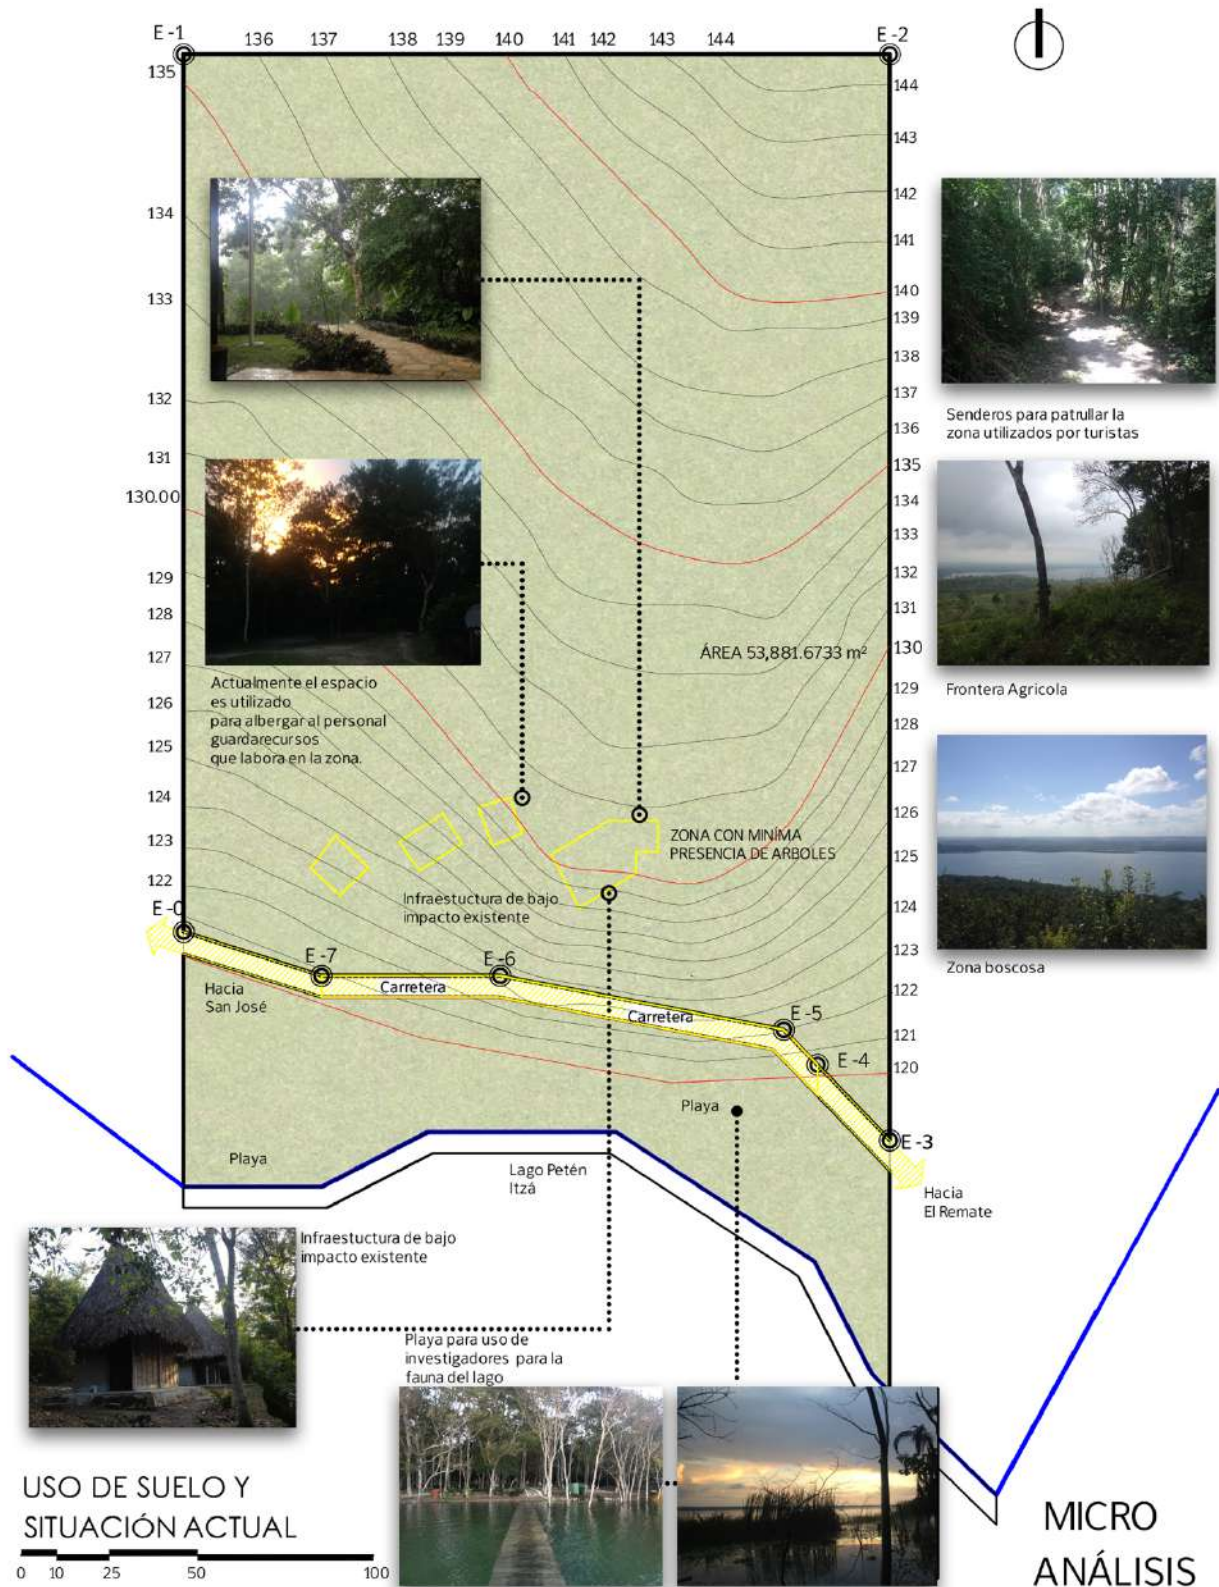 E -1
136
137
138
139
140
141
142
143
144
E -2
135
134
133
132
131
130.00
129
128
127
126
125
124
123
122
E -0
144
143
142
141
140
139
138
137
136
135
134
133
132
131
130
129
128
127
126
125
124
123
122
121
120
Senderos para patrullar la
zona utilizados por turistas
Frontera Agricola
Zona boscosa
ÁREA 53,881.6733 m²
Actualmente el espacio
es utilizado
para albergar al personal
guardarecursos
que labora en la zona.
ZONA CON MINÍMA
PRESENCIA DE ARBOLES
Infraestuctura de bajo
impacto existente
E -7
E -6
E -5
E -4
E -3
Carretera
Carretera
Hacia
San José
Playa
Playa
Lago Petén
Itzá
Hacia
El Remate
Infraestuctura de bajo
impacto existente
Playa para uso de
investigadores para la
fauna del lago
USO DE SUELO Y
SITUACIÓN ACTUAL
0 10 25 50 100
MICRO
ANÁLISIS